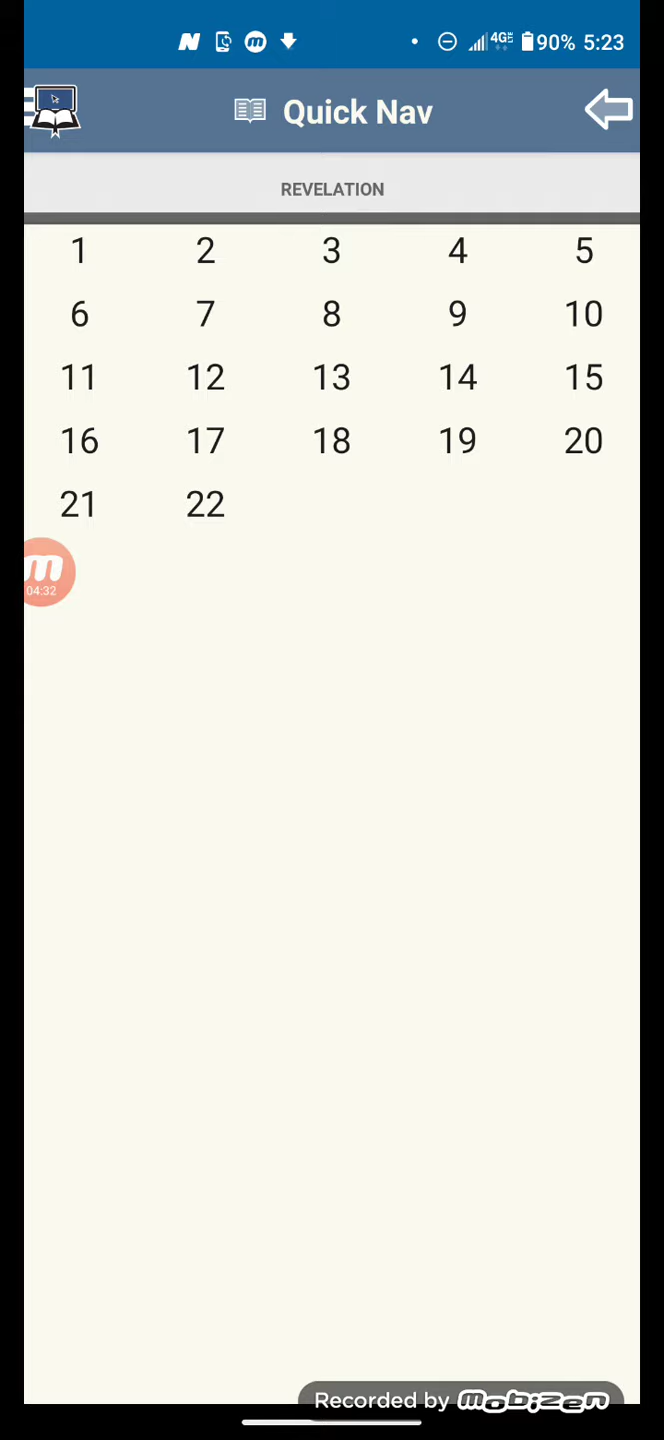 4G 90% 5:23
Quick Nav
REVELATION
1 2 3 4 5
6 7 8 9 10
11 12 13 14 15
16 17 18 19 20
21 22
m
04:32
Recorded by mobizen